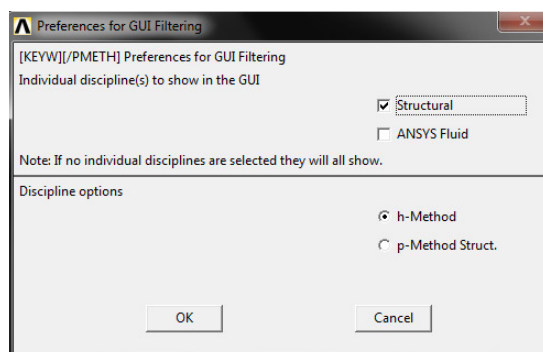 Preferences for GUI Filtering
[KEYW][/PMETH] Preferences for GUI Filtering
Individual discipline(s) to show in the GUI
Structural
ANSYS Fluid
Note: If no individual disciplines are selected they will all show.
Discipline options
h-Method
p-Method Struct.
OK
Cancel